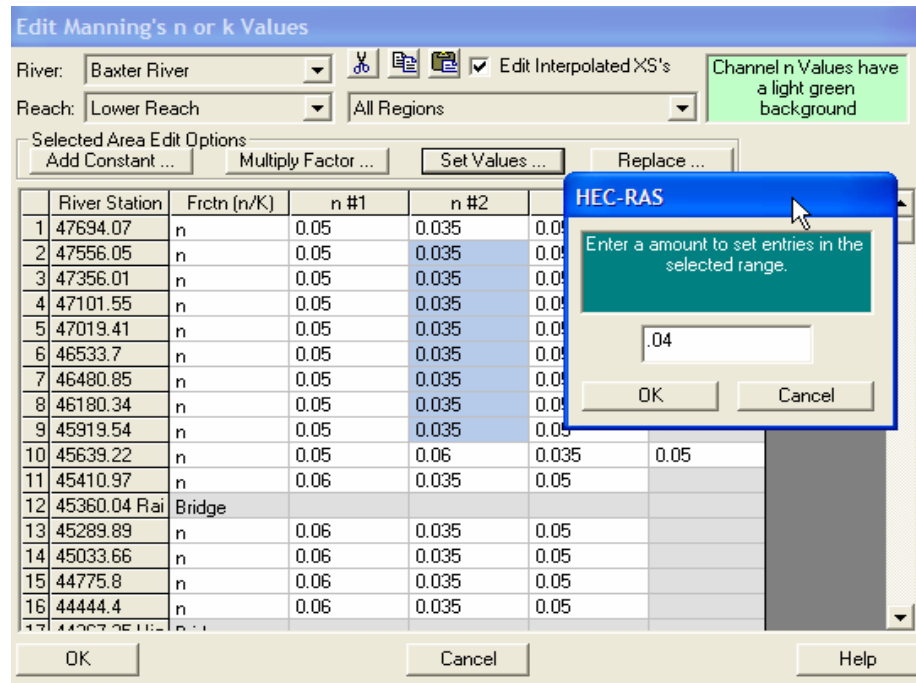 Edit Manning's n or k Values
River: Baxter River Edit Interpolated XS's
Channel n Values have a light green background
Reach: Lower Reach All Regions
Selected Area Edit Options
Add Constant ... Multiply Factor ... Set Values ... Replace ...
River Station Frctn (n/K) n #1 n #2
1 47694.07 n 0.05 0.035
2 47556.05 n 0.05 0.035
3 47356.01 n 0.05 0.035
4 47101.55 n 0.05 0.035
5 47019.41 n 0.05 0.035
6 46533.7 n 0.05 0.035
7 46480.85 n 0.05 0.035
8 46180.34 n 0.05 0.035
9 45919.54 n 0.05 0.035 0.05
10 45639.22 n 0.05 0.06 0.035 0.05
11 45410.97 n 0.06 0.035 0.05
12 45360.04 Rai Bridge
13 45289.89 n 0.06 0.035 0.05
14 45033.66 n 0.06 0.035 0.05
15 44775.8 n 0.06 0.035 0.05
16 44444.4 n 0.06 0.035 0.05
HEC-RAS
Enter a amount to set entries in the
selected range.
.04
OK Cancel
OK Cancel Help